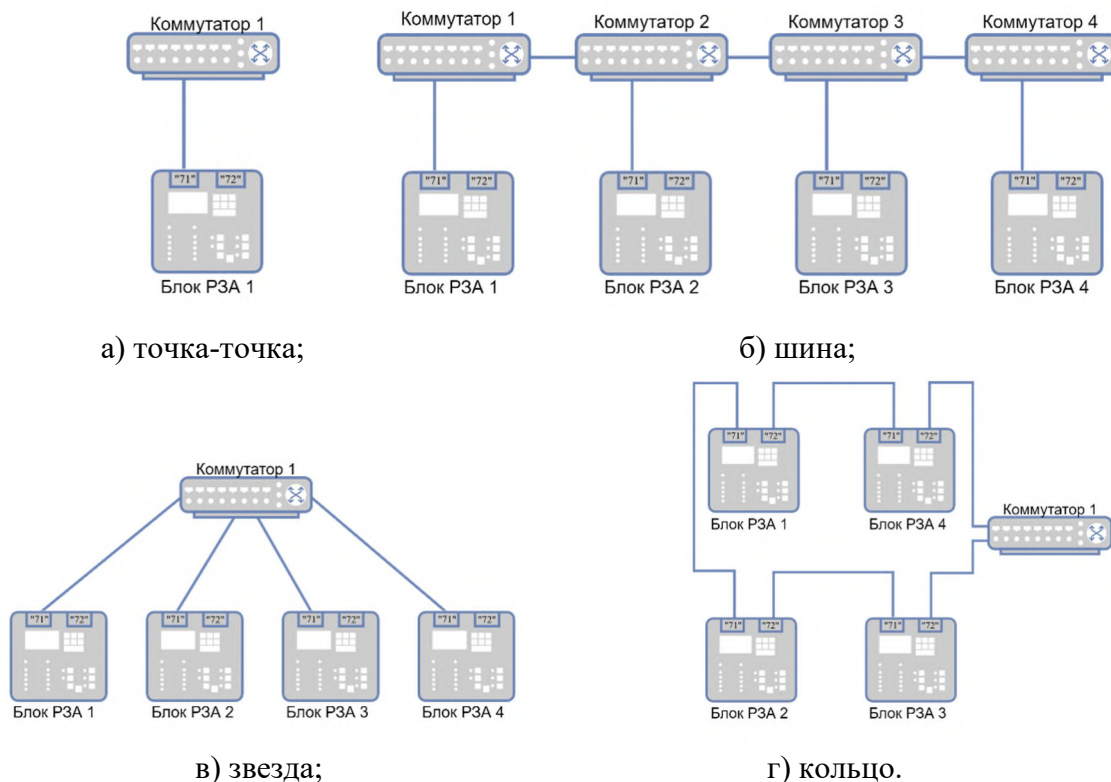 Коммутатор 1
Коммутатор 1 Коммутатор 2 Коммутатор 3 Коммутатор 4
"71" "72"
"71" "72" "71" "72" "71" "72" "71" "72"
Блок РЗА 1
Блок РЗА 1 Блок РЗА 2 Блок РЗА 3 Блок РЗА 4
а) точка-точка;
б) шина;
Коммутатор 1
"71" "72" "71" "72" "71" "72" "71" "72"
Блок РЗА 1 Блок РЗА 2 Блок РЗА 3 Блок РЗА 4
в) звезда;
"71" "72" "71" "72"
Блок РЗА 1 Блок РЗА 4
Коммутатор 1
"71" "72" "71" "72"
Блок РЗА 2 Блок РЗА 3
г) кольцо.